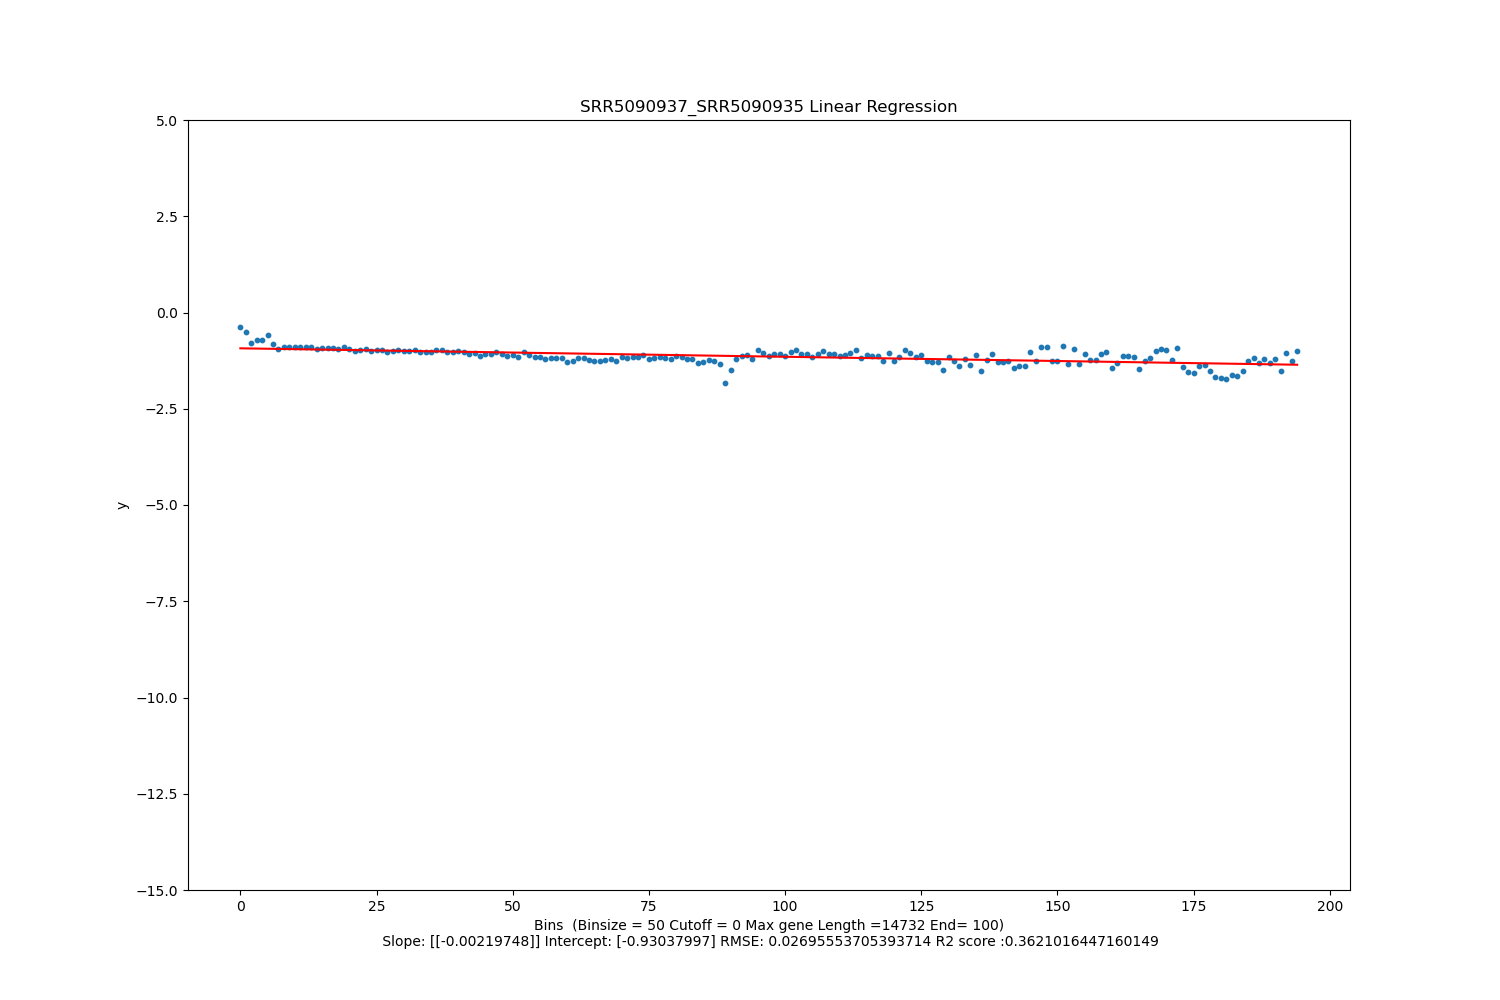 SRR5090937_SRR5090935 Linear Regression
5.0
2.5
0.0
−2.5
−5.0
−7.5
−10.0
−12.5
−15.0
y
0 25 50 75 100 125 150 175 200
Bins  (Binsize = 50 Cutoff = 0 Max gene Length =14732 End= 100)
Slope: [[-0.00219748]] Intercept: [-0.93037997] RMSE: 0.02695553705393714 R2 score :0.3621016447160149